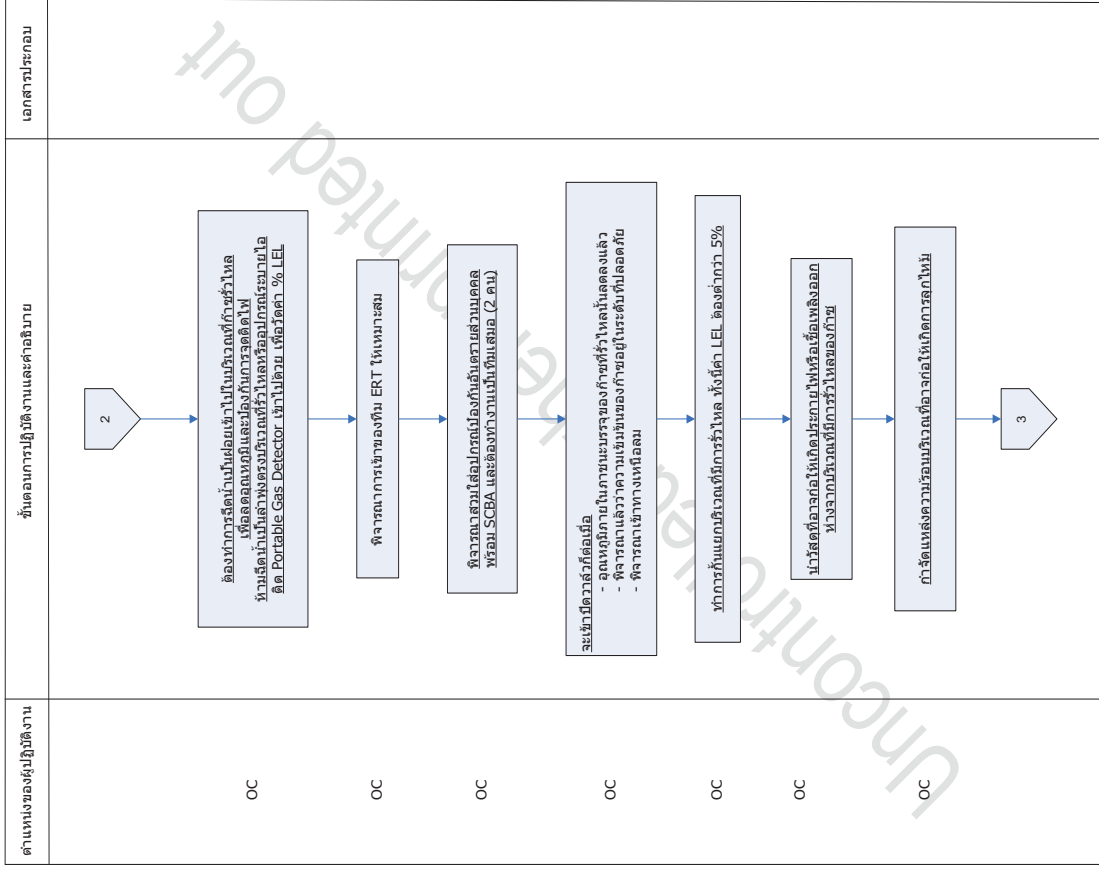 ตำแหน่งของผู้ปฏิบัติงาน
ขั้นตอนการปฏิบัติงานและคำอธิบาย
เอกสารประกอบ
2
OC
ต้องทำการฉีดน้ำเป็นฝอยเข้าไปในบริเวณที่ก๊าซรั่วไหล
เพื่อลดอุณหภูมิและป้องกันการจุดติดไฟ
ห้ามฉีดน้ำเป็นลำพุ่งตรงบริเวณที่รั่วไหลหรืออุปกรณ์ระบายไอ
ติด Portable Gas Detector เข้าไปด้วย เพื่อวัดค่า % LEL
OC
พิจารณาการเข้าของทีม ERT ให้เหมาะสม
OC
พิจารณาสวมใส่อุปกรณ์ป้องกันอันตรายส่วนบุคคล
พร้อม SCBA และต้องทำงานเป็นทีมเสมอ (2 คน)
OC
จะเข้าปิดวาล์วก็ต่อเมื่อ
- อุณหภูมิภายในภาชนะบรรจุของก๊าซที่รั่วไหลนั้นลดลงแล้ว
- พิจารณาแล้วว่าความเข้มข้นของก๊าซอยู่ในระดับที่ปลอดภัย
- พิจารณาเข้าทางเหนือลม
OC
ทำการกั้นแยกบริเวณที่มีการรั่วไหล ทั้งนี้ค่า LEL ต้องต่ำกว่า 5%
OC
นำวัสดุที่อาจก่อให้เกิดประกายไฟหรือเชื้อเพลิงออก
ห่างจากบริเวณที่มีการรั่วไหลของก๊าซ
OC
กำจัดแหล่งความร้อนบริเวณที่อาจก่อให้เกิดการลุกไหม้
3
Uncontrolled when printed out